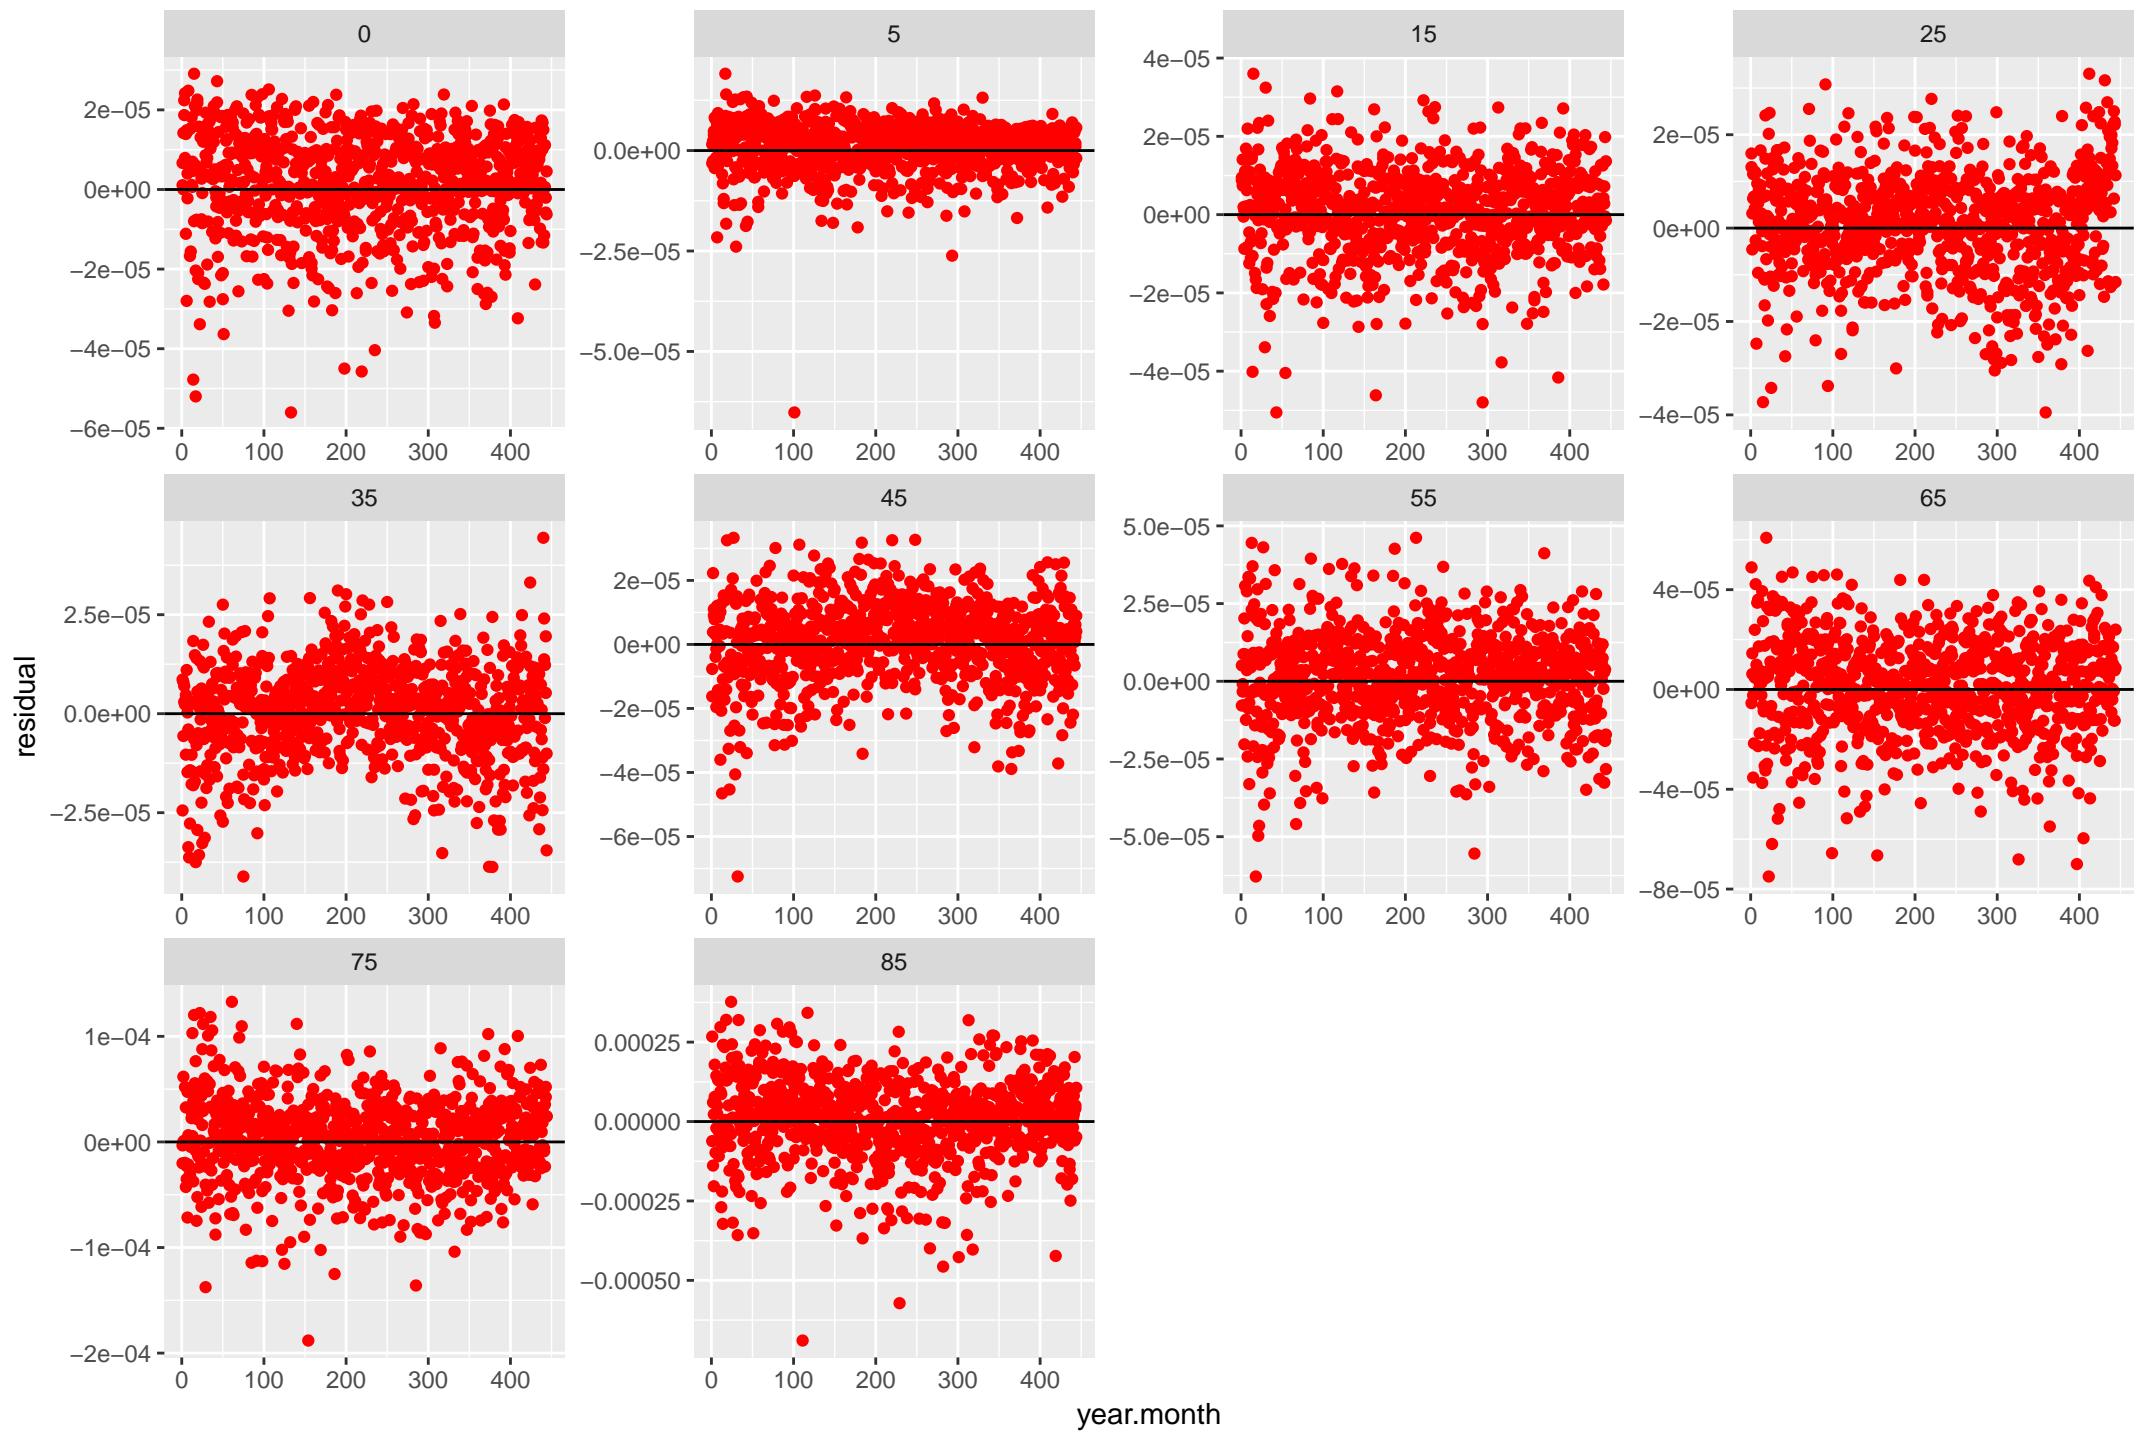 0 5 15 25
2e−05
0e+00
−2e−05
−4e−05
−6e−05
0.0e+00
−2.5e−05
−5.0e−05
4e−05
2e−05
0e+00
−2e−05
−4e−05
2e−05
0e+00
−2e−05
−4e−05
0 100 200 300 400 0 100 200 300 400 0 100 200 300 400 0 100 200 300 400
35 45 55 65
2.5e−05
0.0e+00
−2.5e−05
2e−05
0e+00
−2e−05
−4e−05
−6e−05
5.0e−05
2.5e−05
0.0e+00
−2.5e−05
−5.0e−05
4e−05
0e+00
−4e−05
−8e−05
0 100 200 300 400 0 100 200 300 400 0 100 200 300 400 0 100 200 300 400
75 85
1e−04
0e+00
−1e−04
−2e−04
0.00025
0.00000
−0.00025
−0.00050
0 100 200 300 400 0 100 200 300 400
year.month
residual